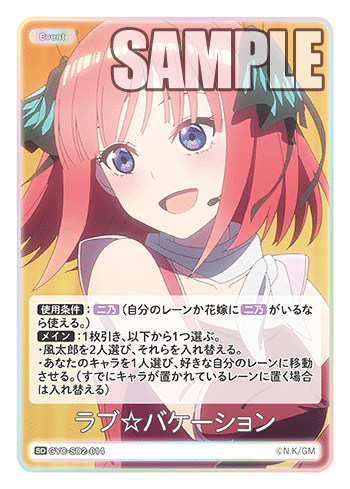 Event
SAMPLE
使用条件：二乃（自分のレーンか花嫁に二乃がいるな
ら使える。）
メイン：1枚引き、以下から1つ選ぶ。
・風太郎を2人選び、それらを入れ替える。
・あなたのキャラを1人選び、好きな自分のレーンに移動
させる。（すでにキャラが置かれているレーンに置く場合
は入れ替える）
ラブ☆バケーション
SD GYC-SD2-014
©N.K/GM